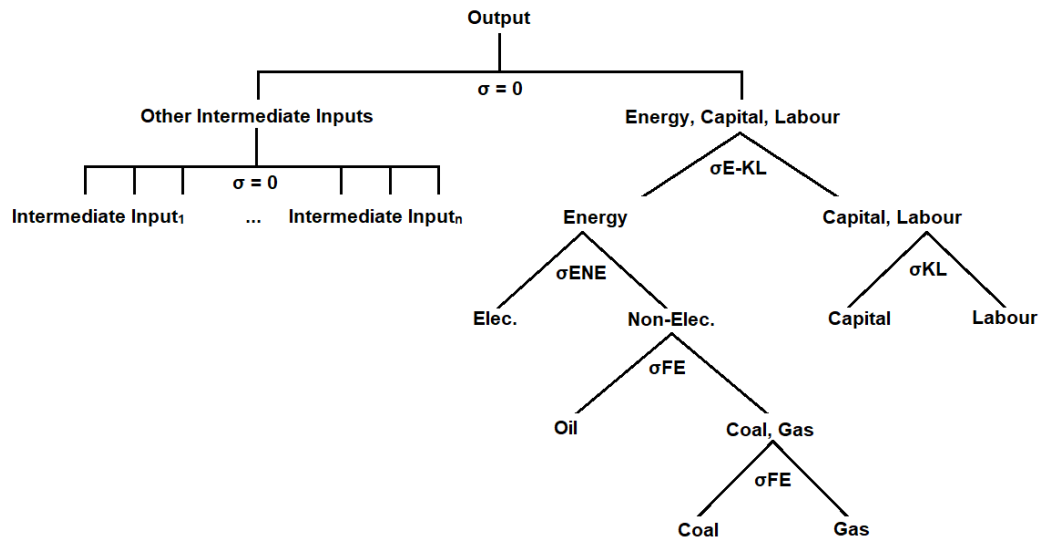 Output
σ = 0
Other Intermediate Inputs
Energy, Capital, Labour
σE-KL
σ = 0
Intermediate Input₁ ... Intermediate Inputₙ
Energy
Capital, Labour
σENE
σKL
Elec.
Non-Elec.
Capital
Labour
σFE
Oil
Coal, Gas
σFE
Coal
Gas